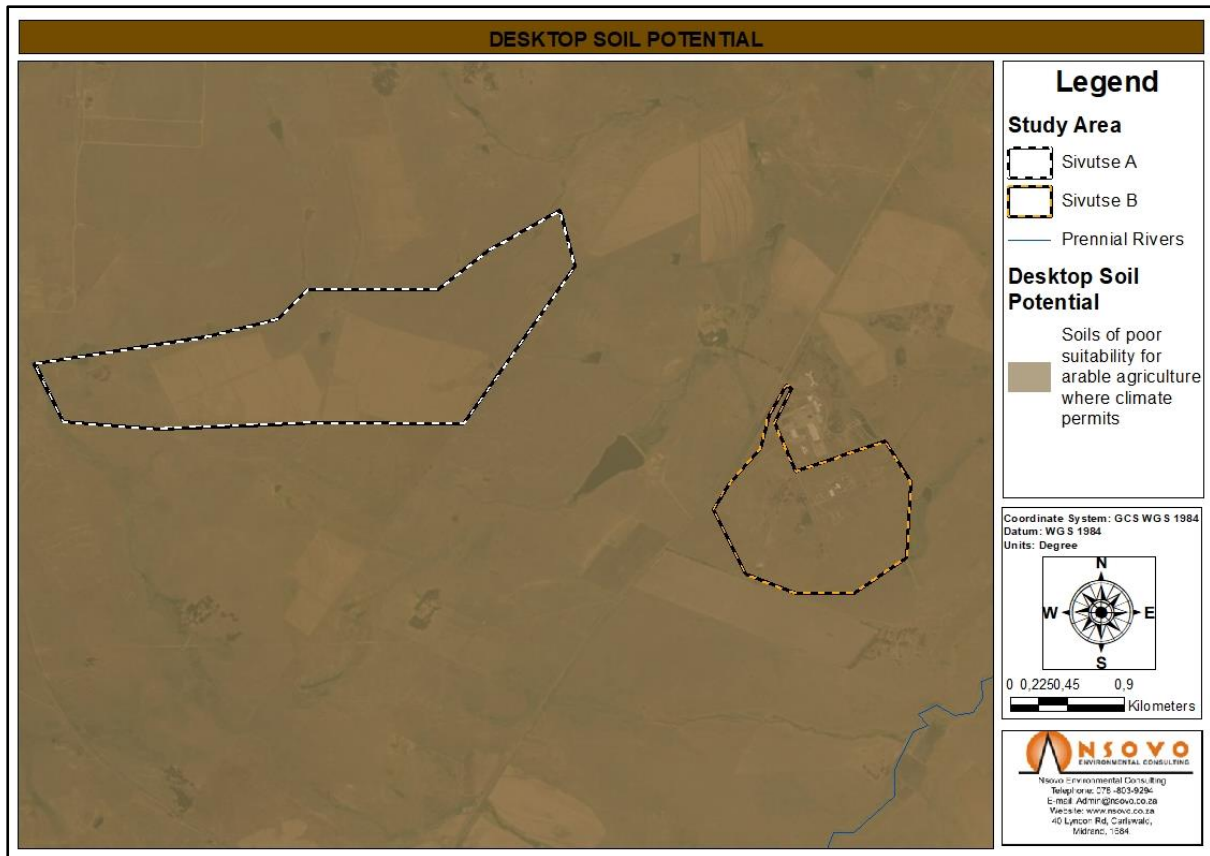 DESKTOP SOIL POTENTIAL
Legend
Study Area
Sivutse A
Sivutse B
Prennial Rivers
Desktop Soil
Potential
Soils of poor
suitability for
arable agriculture
where climate
permits
Coordinate System: GCS WGS 1984
Datum: WGS 1984
Units: Degree
N
W E
S
0 0,2250,45 0,9
Kilometers
NSOVO
ENVIRONMENTAL CONSULTING
Nsovo Environmental Consulting
Telephone: 078 -803-9294
E-mail: Admin@nsovo.co.za
Website: www.nsovo.co.za
40 Lyncon Rd, Carlswald,
Midrand, 1684.